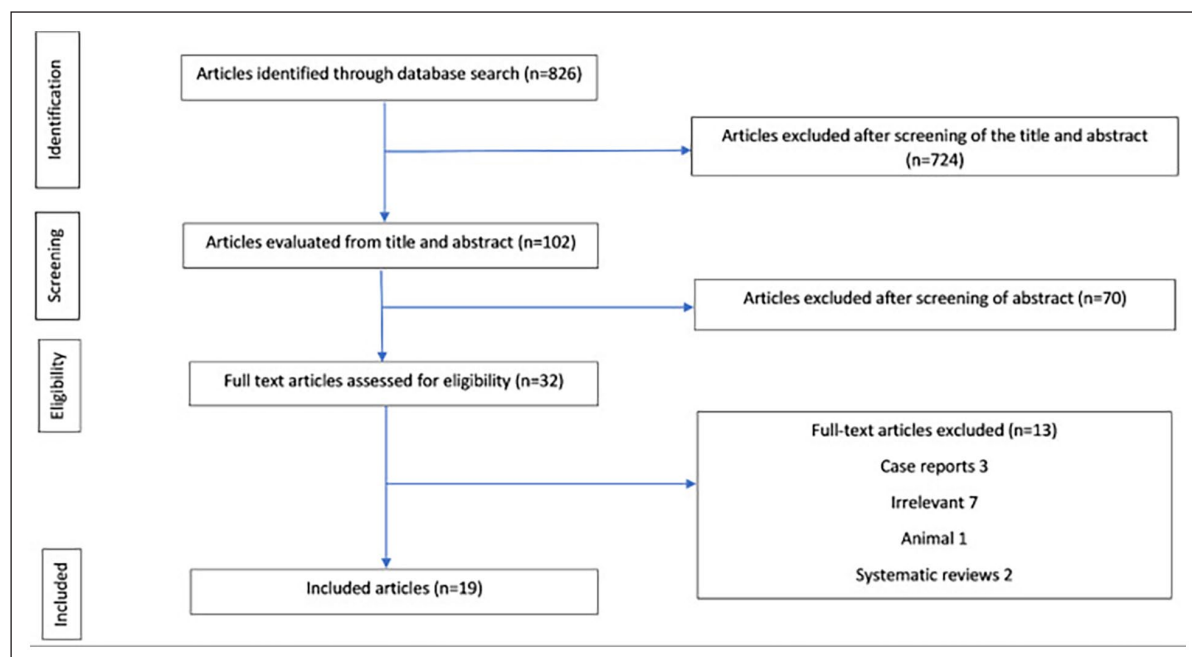 Identification
Articles identified through database search (n=826)
Articles excluded after screening of the title and abstract
(n=724)
Screening
Articles evaluated from title and abstract (n=102)
Articles excluded after screening of abstract (n=70)
Eligibility
Full text articles assessed for eligibility (n=32)
Full-text articles excluded (n=13)
Case reports 3
Irrelevant 7
Animal 1
Systematic reviews 2
Included
Included articles (n=19)